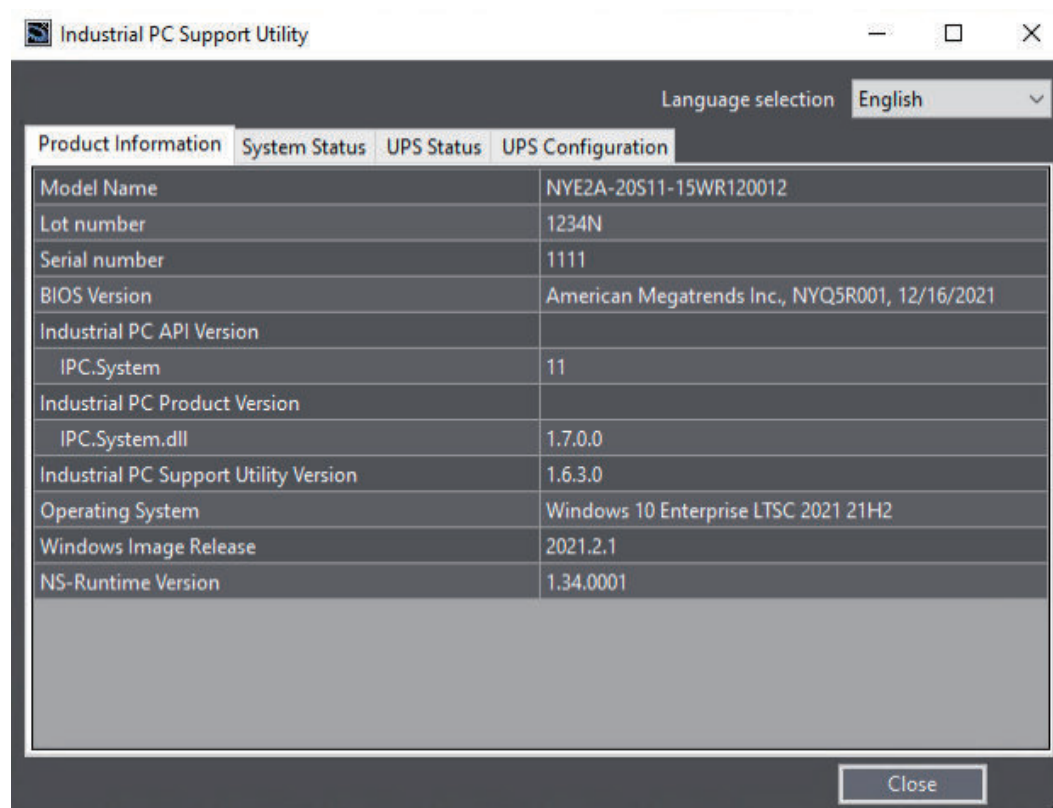 Industrial PC Support Utility
Language selection English
Product Information System Status UPS Status UPS Configuration
Model Name NYE2A-20S11-15WR120012
Lot number 1234N
Serial number 1111
BIOS Version American Megatrends Inc., NYQ5R001, 12/16/2021
Industrial PC API Version
IPC.System 11
Industrial PC Product Version
IPC.System.dll 1.7.0.0
Industrial PC Support Utility Version 1.6.3.0
Operating System Windows 10 Enterprise LTSC 2021 21H2
Windows Image Release 2021.2.1
NS-Runtime Version 1.34.0001
Close